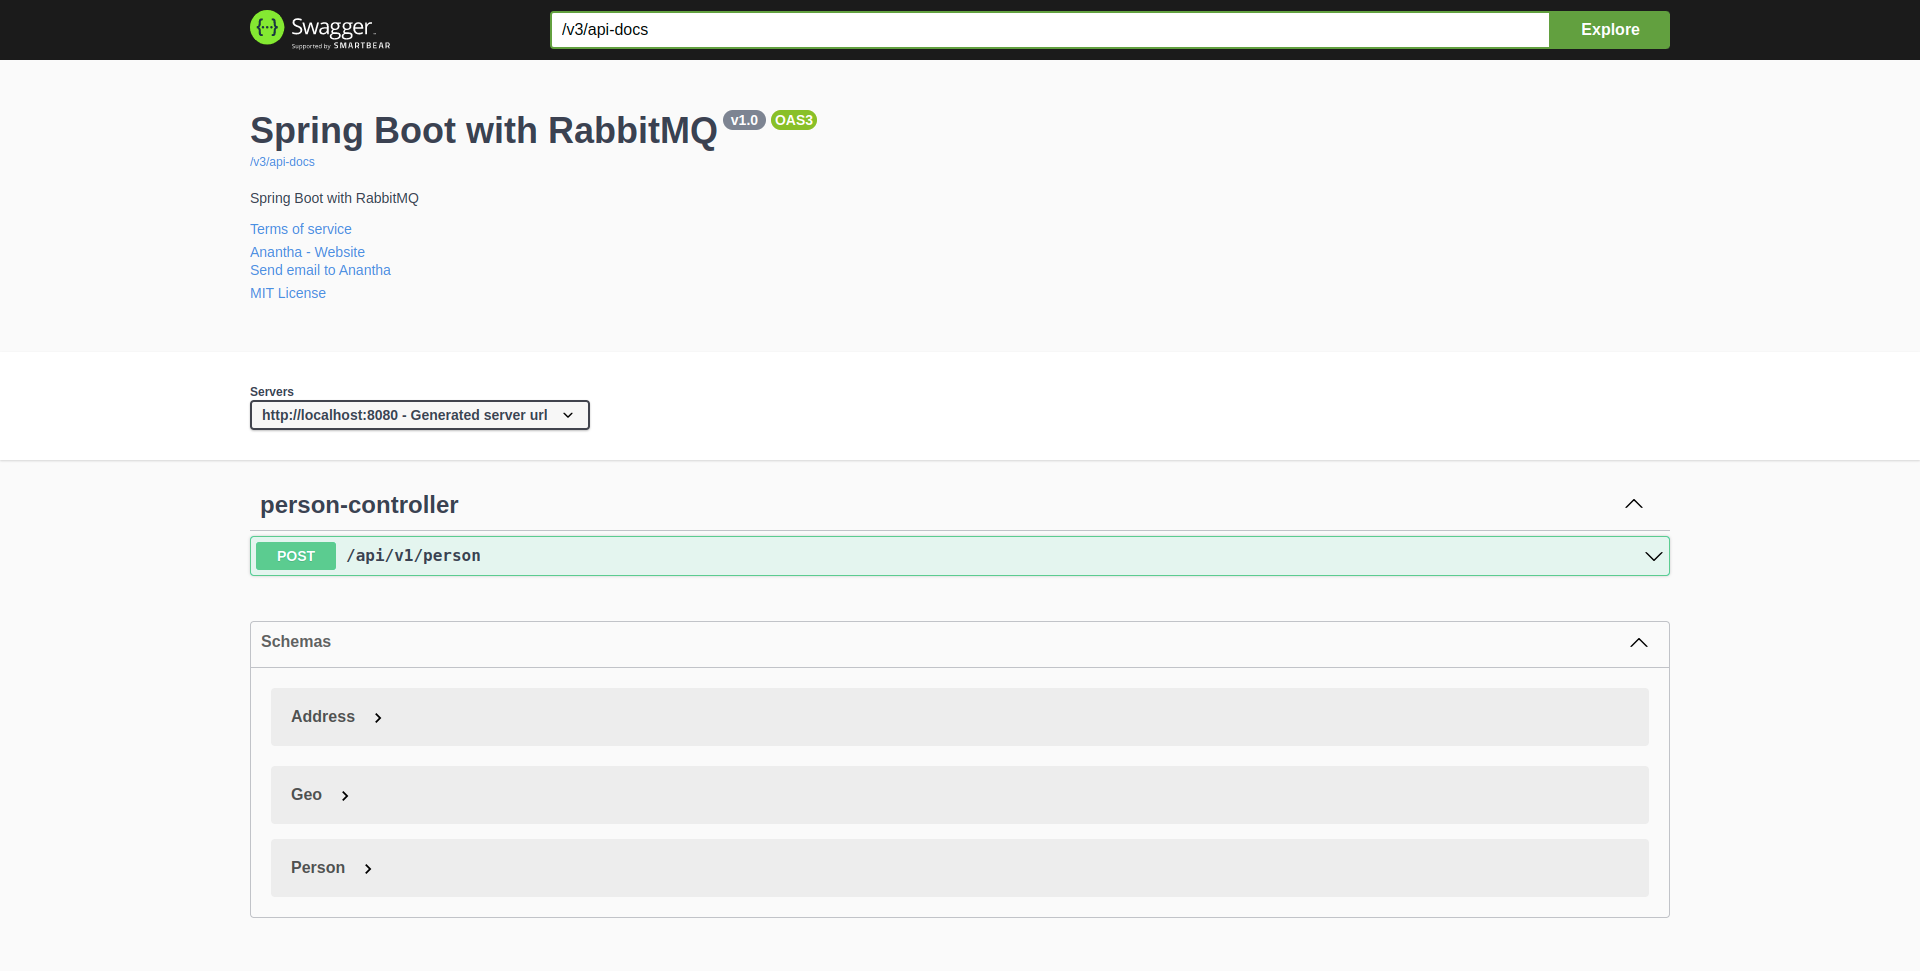 {···} Swagger
Supported by SMARTBEAR
/v3/api-docs
Explore
Spring Boot with RabbitMQ v1.0 OAS3
/v3/api-docs
Spring Boot with RabbitMQ
Terms of service
Anantha - Website
Send email to Anantha
MIT License
Servers
http://localhost:8080 - Generated server url
person-controller
POST /api/v1/person
Schemas
Address
Geo
Person